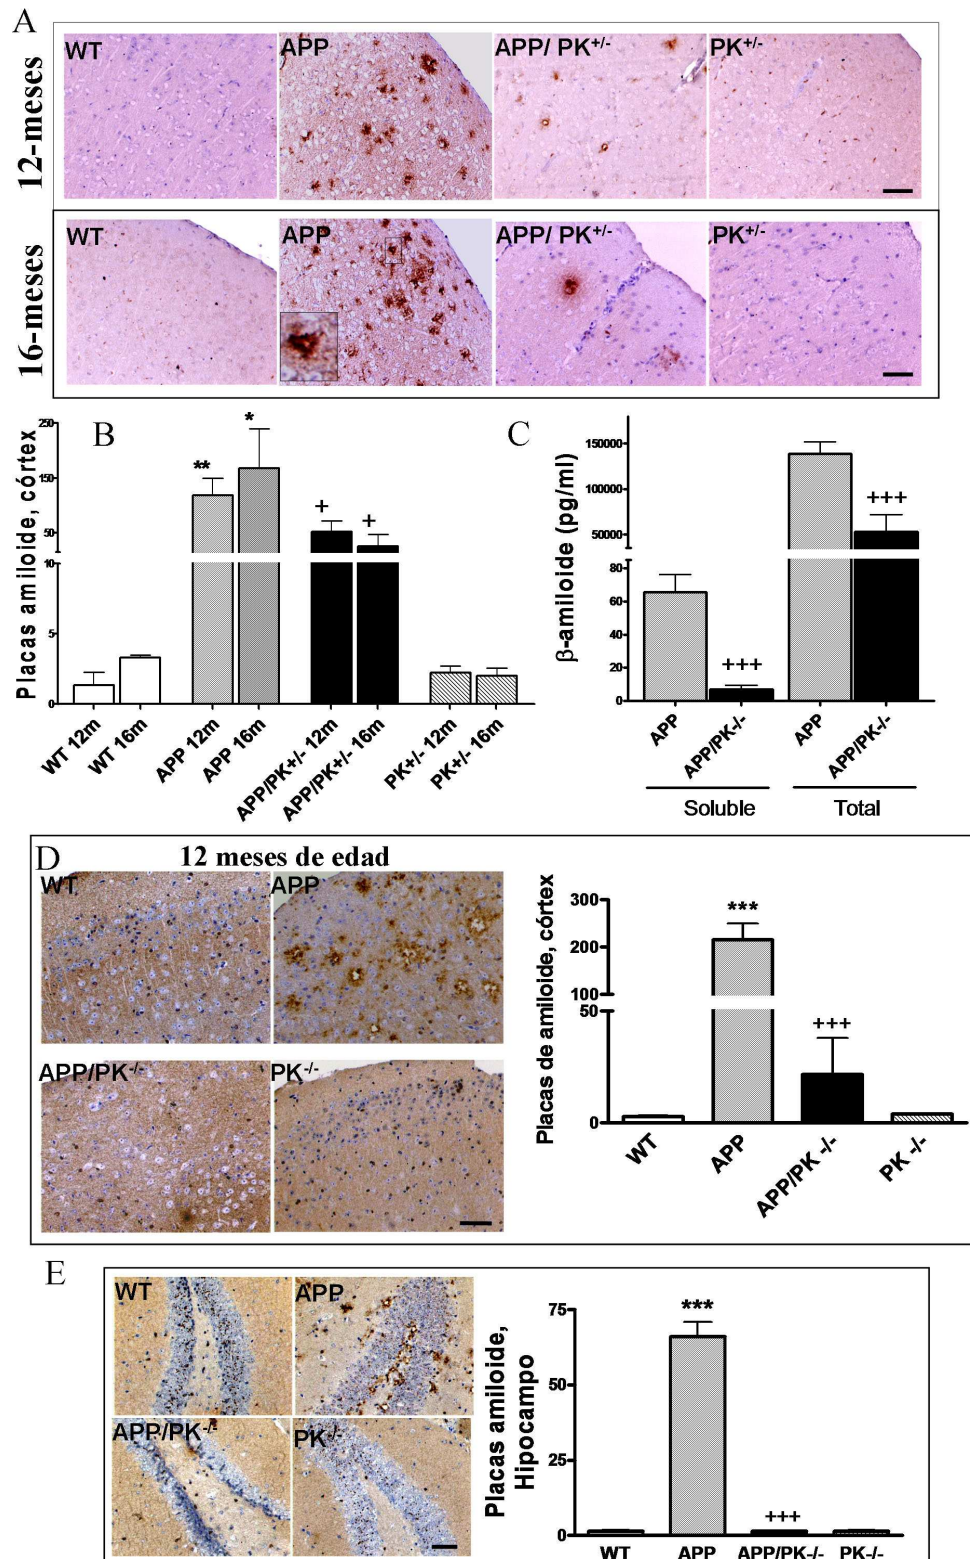 A
12-meses
WT
APP
APP/ PK+/-
PK+/-
16-meses
WT
APP
APP/ PK+/-
PK+/-
B
Placas amiloide, córtex
250
150
50
10
5
0
**
*
+
+
WT 12m
WT 16m
APP 12m
APP 16m
APP/PK+/- 12m
APP/PK+/- 16m
PK+/- 12m
PK+/- 16m
C
β-amiloide (pg/ml)
150000
100000
50000
80
60
40
20
0
+++
+++
APP
APP/PK-/-
APP
APP/PK-/-
Soluble
Total
D
12 meses de edad
WT
APP
APP/PK-/-
PK-/-
Placas de amiloide, córtex
300
200
100
50
0
***
+++
WT
APP
APP/PK -/-
PK -/-
E
WT
APP
APP/PK-/-
PK-/-
Placas amiloide,
Hipocampo
75
50
25
0
***
+++
WT
APP
APP/PK-/-
PK-/-